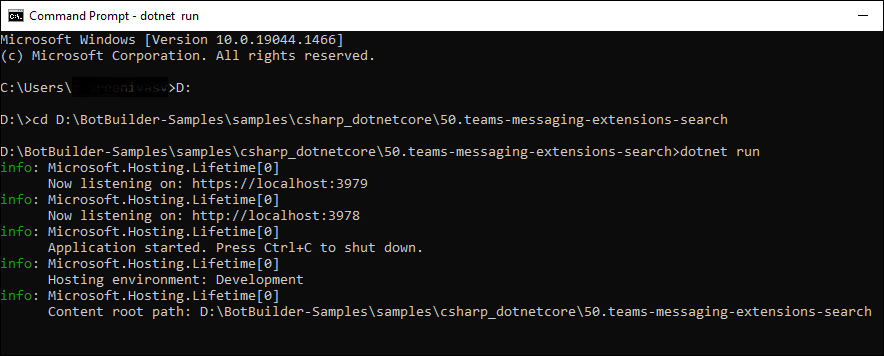 Command Prompt - dotnet run
Microsoft Windows [Version 10.0.19044.1466]
(c) Microsoft Corporation. All rights reserved.
C:\Users\ >D:
D:\>cd D:\BotBuilder-Samples\samples\csharp_dotnetcore\50.teams-messaging-extensions-search
D:\BotBuilder-Samples\samples\csharp_dotnetcore\50.teams-messaging-extensions-search>dotnet run
info: Microsoft.Hosting.Lifetime[0]
Now listening on: https://localhost:3979
info: Microsoft.Hosting.Lifetime[0]
Now listening on: http://localhost:3978
info: Microsoft.Hosting.Lifetime[0]
Application started. Press Ctrl+C to shut down.
info: Microsoft.Hosting.Lifetime[0]
Hosting environment: Development
info: Microsoft.Hosting.Lifetime[0]
Content root path: D:\BotBuilder-Samples\samples\csharp_dotnetcore\50.teams-messaging-extensions-search